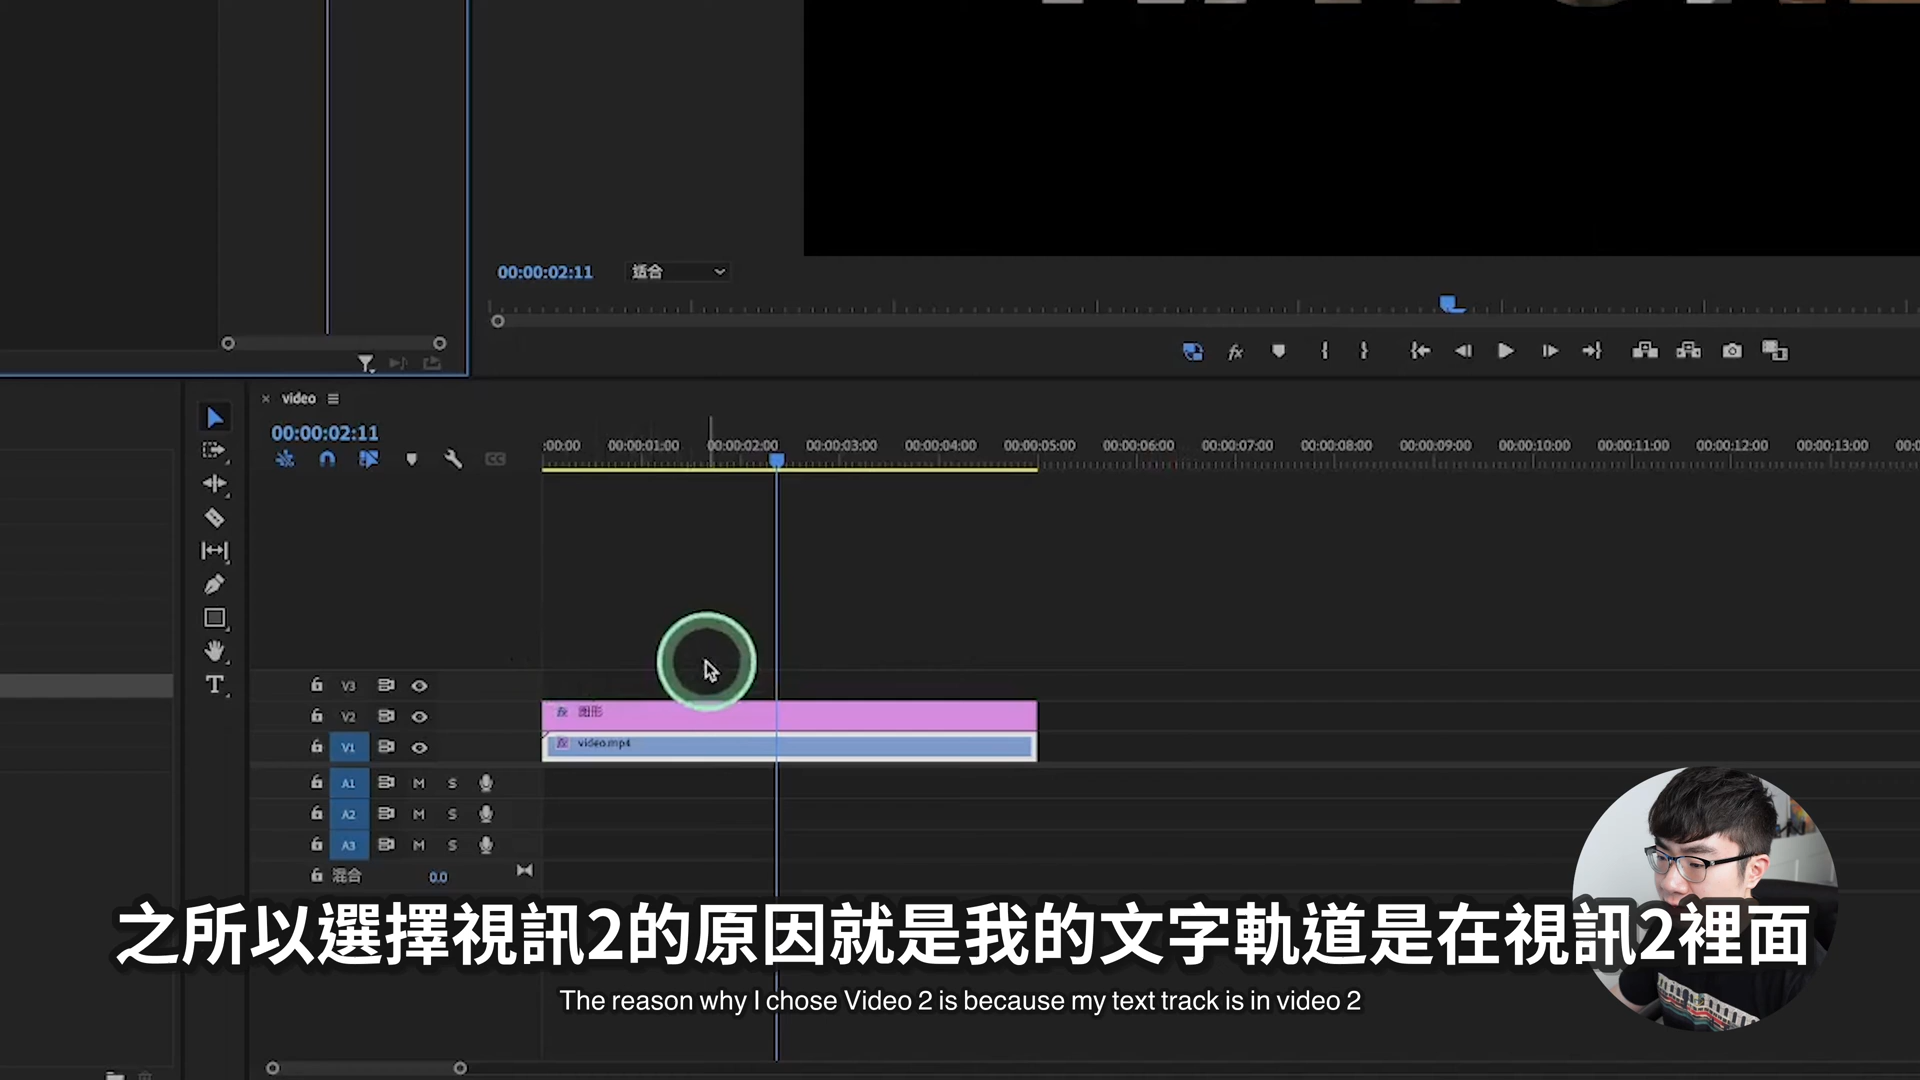 00:00:02:11 适合
× video
00:00:02:11
:00:00 00:00:01:00 00:00:02:00 00:00:03:00 00:00:04:00 00:00:05:00 00:00:06:00 00:00:07:00 00:00:08:00 00:00:09:00 00:00:10:00 00:00:11:00 00:00:12:00 00:00:13:00 00:0
V3
V2 fx 图形
V1 fx video.mp4
A1 M S
A2 M S
A3 M S
混合 0.0
之所以選擇視訊2的原因就是我的文字軌道是在視訊2裡面
The reason why I chose Video 2 is because my text track is in video 2